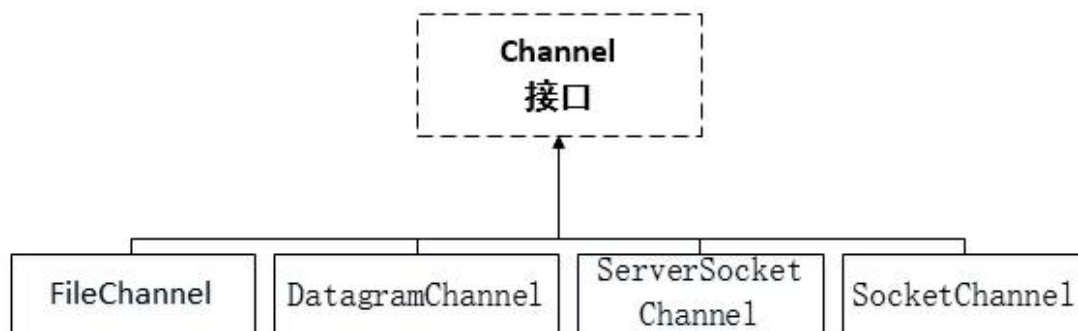 Channel
接口
FileChannel
DatagramChannel
ServerSocket
Channel
SocketChannel